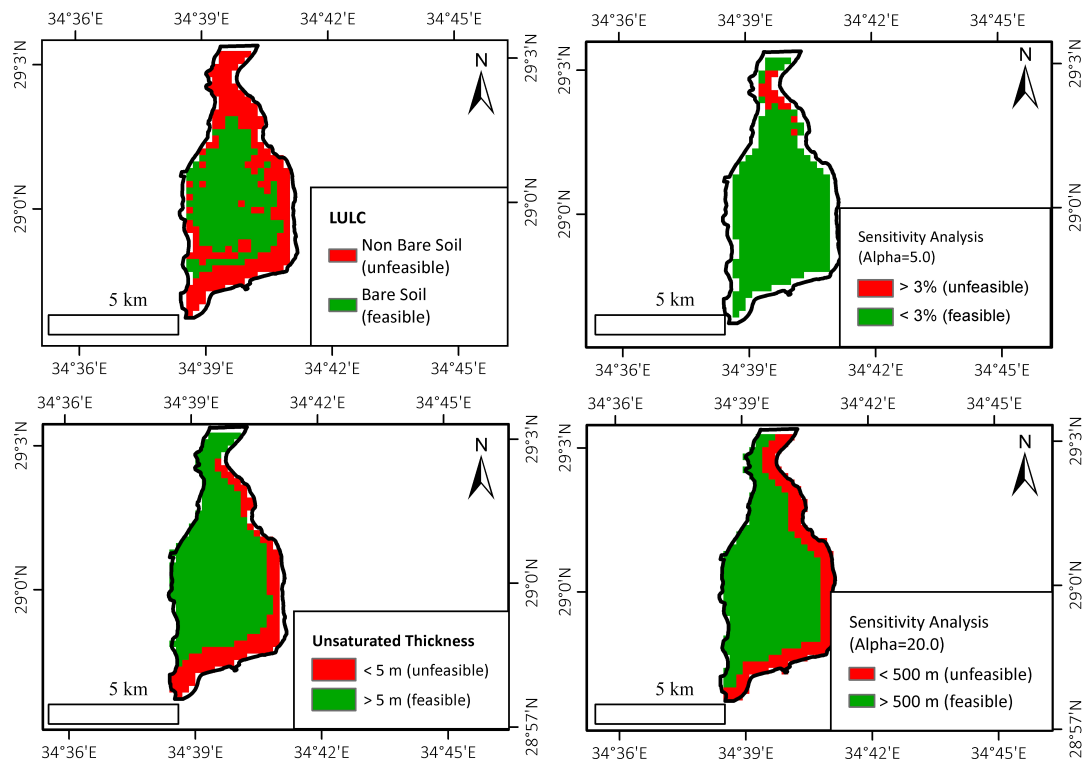 34°36'E 34°39'E 34°42'E 34°45'E
29°3'N
29°0'N
29°3'N
29°0'N
N
LULC
Non Bare Soil
(unfeasible)
Bare Soil
(feasible)
5 km
34°36'E 34°39'E 34°42'E 34°45'E
34°36'E 34°39'E 34°42'E 34°45'E
29°3'N
29°0'N
29°3'N
29°0'N
N
Sensitivity Analysis
(Alpha=5.0)
> 3% (unfeasible)
< 3% (feasible)
5 km
34°36'E 34°39'E 34°42'E 34°45'E
34°36'E 34°39'E 34°42'E 34°45'E
29°3'N
29°0'N
29°3'N
29°0'N
28°57'N
N
Unsaturated Thickness
< 5 m (unfeasible)
> 5 m (feasible)
5 km
34°36'E 34°39'E 34°42'E 34°45'E
34°36'E 34°39'E 34°42'E 34°45'E
29°3'N
29°0'N
29°3'N
29°0'N
28°57'N
N
Sensitivity Analysis
(Alpha=20.0)
< 500 m (unfeasible)
> 500 m (feasible)
5 km
34°36'E 34°39'E 34°42'E 34°45'E